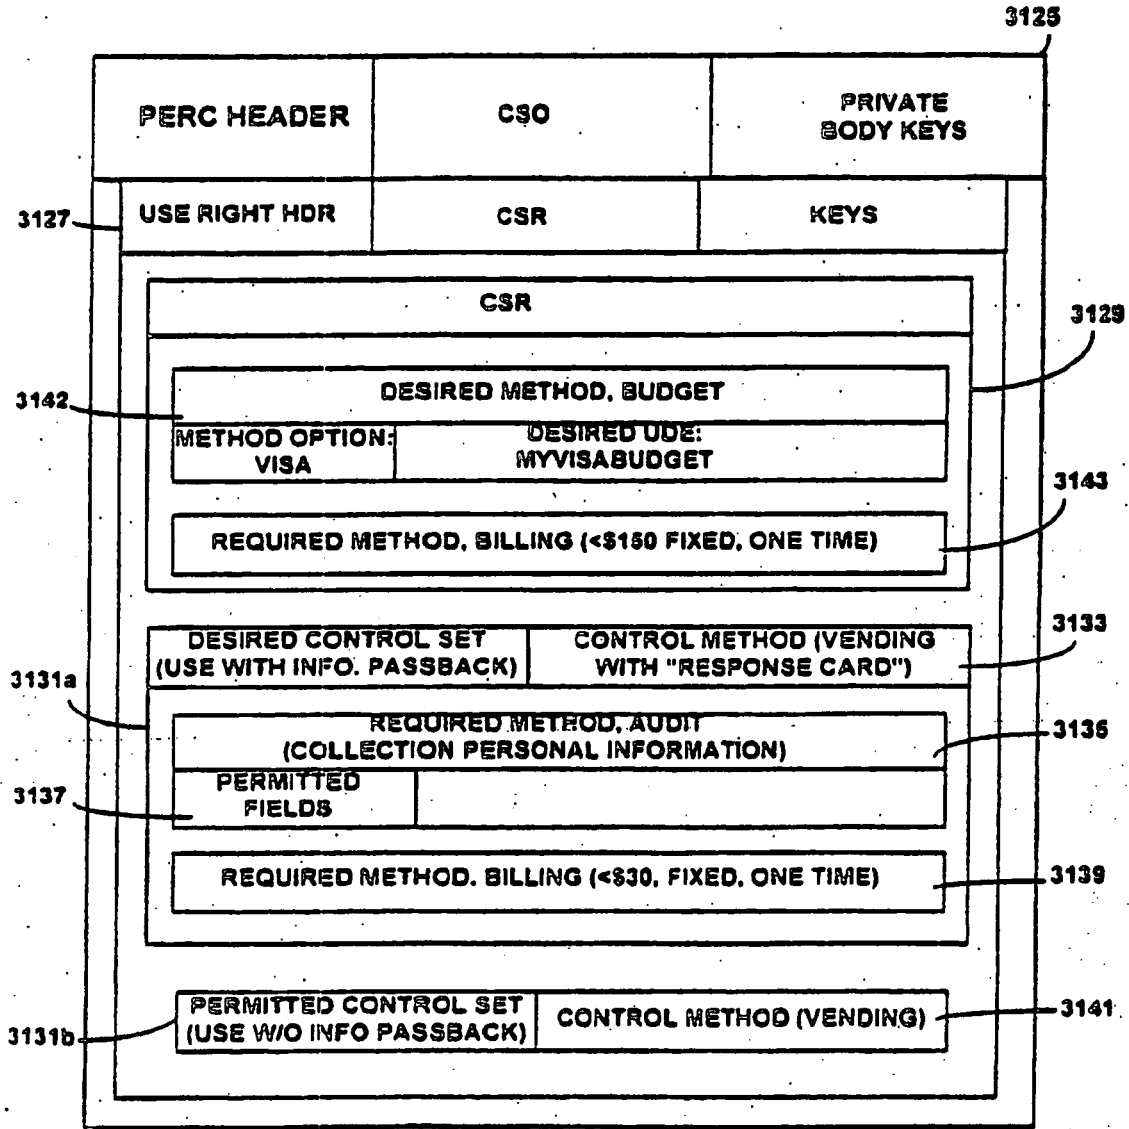 3125
PERC HEADER
CS0
PRIVATE
BODY KEYS
3127
USE RIGHT HDR
CSR
KEYS
CSR
3129
DESIRED METHOD, BUDGET
3142
METHOD OPTION:
VISA
DESIRED UDE:
MYVISABUDGET
3143
REQUIRED METHOD, BILLING (<$150 FIXED, ONE TIME)
DESIRED CONTROL SET
(USE WITH INFO. PASSBACK)
CONTROL METHOD (VENDING
WITH "RESPONSE CARD")
3133
3131a
REQUIRED METHOD, AUDIT
(COLLECTION PERSONAL INFORMATION)
3135
3137
PERMITTED
FIELDS
REQUIRED METHOD. BILLING (<$30, FIXED, ONE TIME)
3139
PERMITTED CONTROL SET
(USE W/O INFO PASSBACK)
CONTROL METHOD (VENDING)
3141
3131b